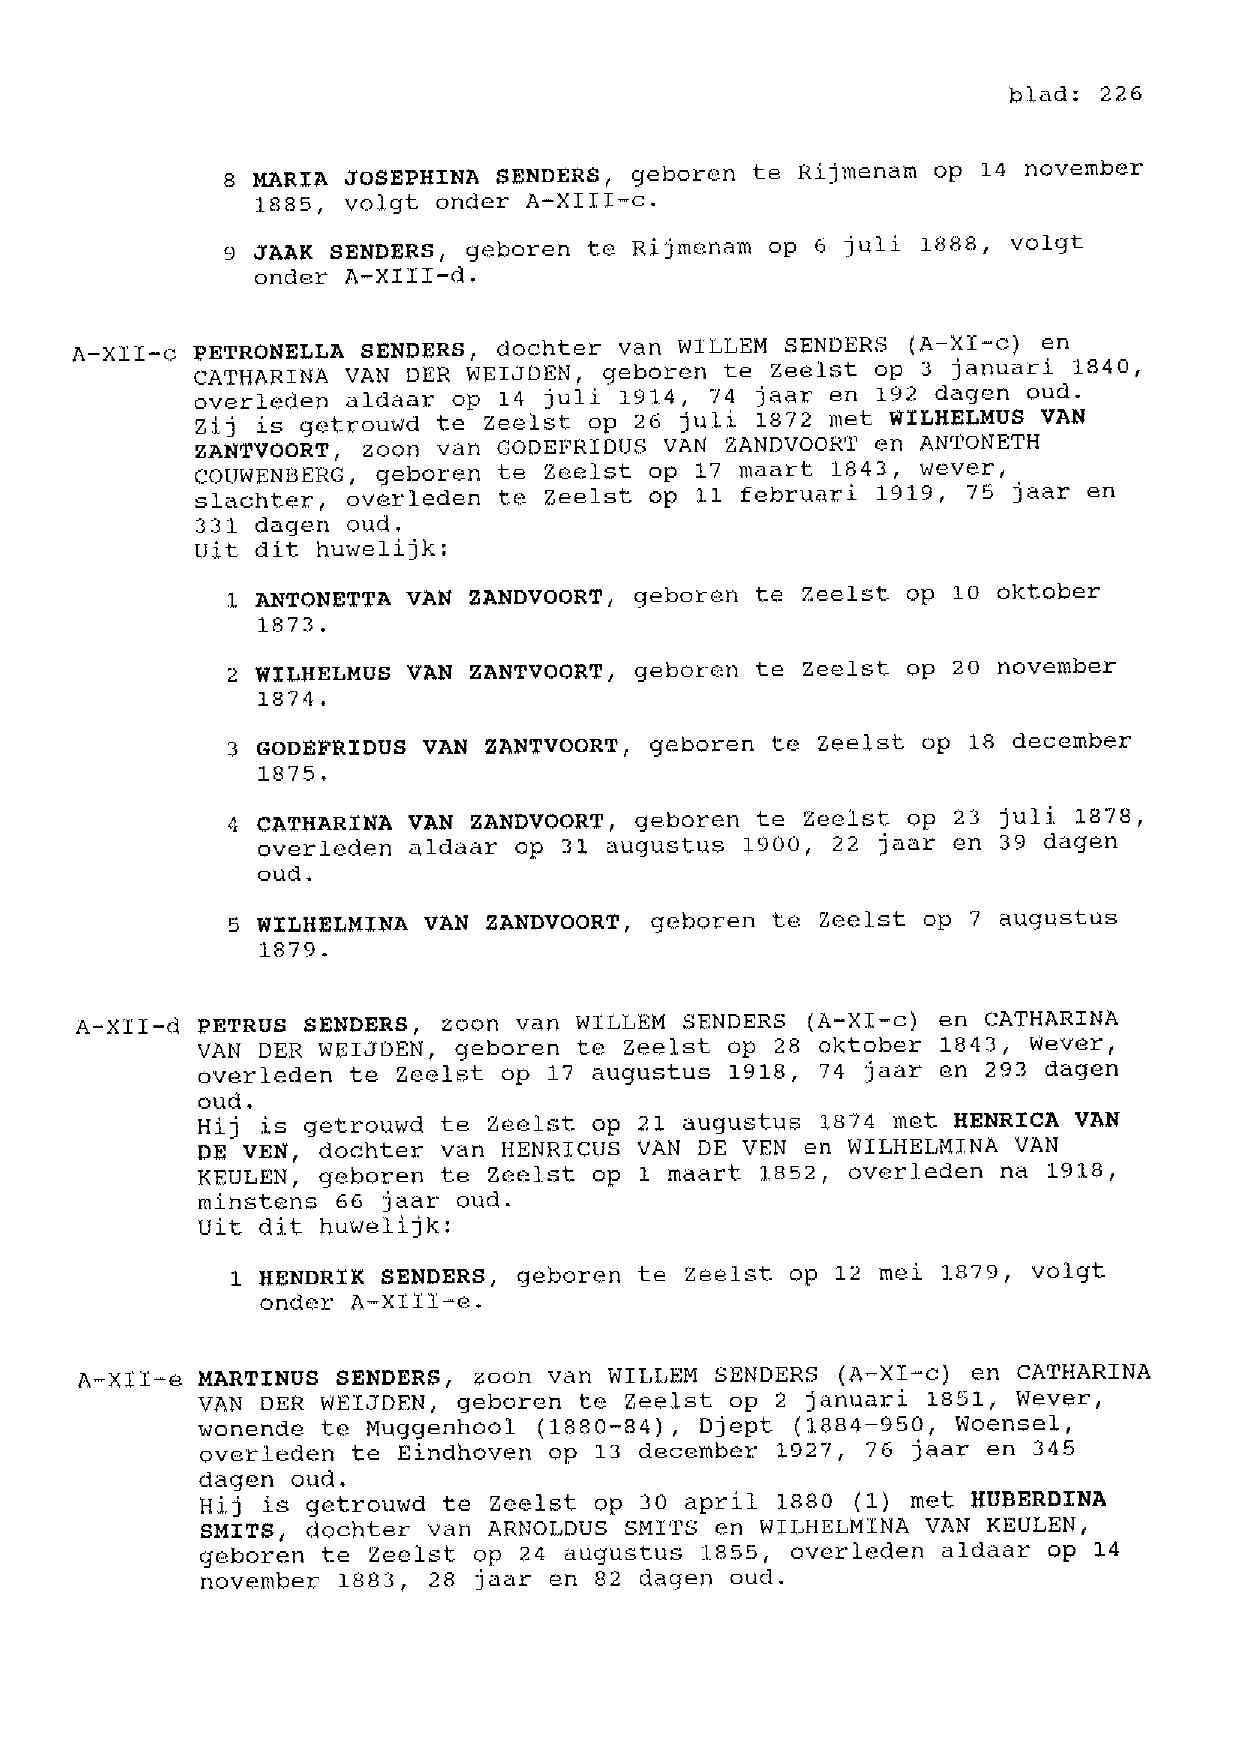 blad: 226
8 MARIA JOSEPHINA SENDERS, geboren te Rijmenam op 14 november
1885, volgt onder A-XIII-c.
9 JAAK SENDERS, geboren te Rijmenam op 6 juli 1888, volgt
onder A-XIII-d.
A-XII-c PETRONELLA SENDERS, dochter van WILLEM SENDERS (A-XI-c) en
CATHARINA VAN DER WEIJDEN, geboren te Zeelst op 3 januari 1840,
overleden aldaar op 14 juli 1914, 74 jaar en 192 dagen oud.
Zij is getrouwd te Zeelst op 26 juli 1872 met WILHELMUS VAN
ZANTVOORT, zoon van GODEFRIDUS VAN ZANDVOORT en ANTONETH
COUWENBERG, geboren te Zeelst op 17 maart 1843, wever,
slachter, overleden te Zeelst op 11 februari 1919, 75 jaar en
331 dagen oud.
Uit dit huwelijk:
1 ANTONETTA VAN ZANDVOORT, geboren te Zeelst op 10 oktober
1873.
2 WILHELMUS VAN ZANTVOORT, geboren te Zeelst op 20 november
1874.
3 GODEFRIDUS VAN ZANTVOORT, geboren te Zeelst op 18 december
1875.
4 CATHARINA VAN ZANDVOORT, geboren te Zeelst op 23 juli 1878,
overleden aldaar op 31 augustus 1900, 22 jaar en 39 dagen
oud.
5 WILHELMINA VAN ZANDVOORT, geboren te Zeelst op 7 augustus
1879.
A-XII-d PETRUS SENDERS, zoon van WILLEM SENDERS (A-XI-c) en CATHARINA
VAN DER WEIJDEN, geboren te Zeelst op 28 oktober 1843, Wever,
overleden te Zeelst op 17 augustus 1918, 74 jaar en 293 dagen
oud.
Hij is getrouwd te Zeelst op 21 augustus 1874 met HENRICA VAN
DE VEN, dochter van HENRICUS VAN DE VEN en WILHELMINA VAN
KEULEN, geboren te Zeelst op 1 maart 1852, overleden na 1918,
minstens 66 jaar oud.
Uit dit huwelijk:
1 HENDRIK SENDERS, geboren te Zeelst op 12 mei 1879, volgt
onder A-XIII-e.
A-XII-e MARTINUS SENDERS, zoon van WILLEM SENDERS (A-XI-c) en CATHARINA
VAN DER WEIJDEN, geboren te Zeelst op 2 januari 1851, Wever,
wonende te Muggenhool (1880-84), Djept (1884-950, Woensel,
overleden te Eindhoven op 13 december 1927, 76 jaar en 345
dagen oud.
Hij is getrouwd te Zeelst op 30 april 1880 (1) met HUBERDINA
SMITS, dochter van ARNOLDUS SMITS en WILHELMINA VAN KEULEN,
geboren te Zeelst op 24 augustus 1855, overleden aldaar op 14
november 1883, 28 jaar en 82 dagen oud.